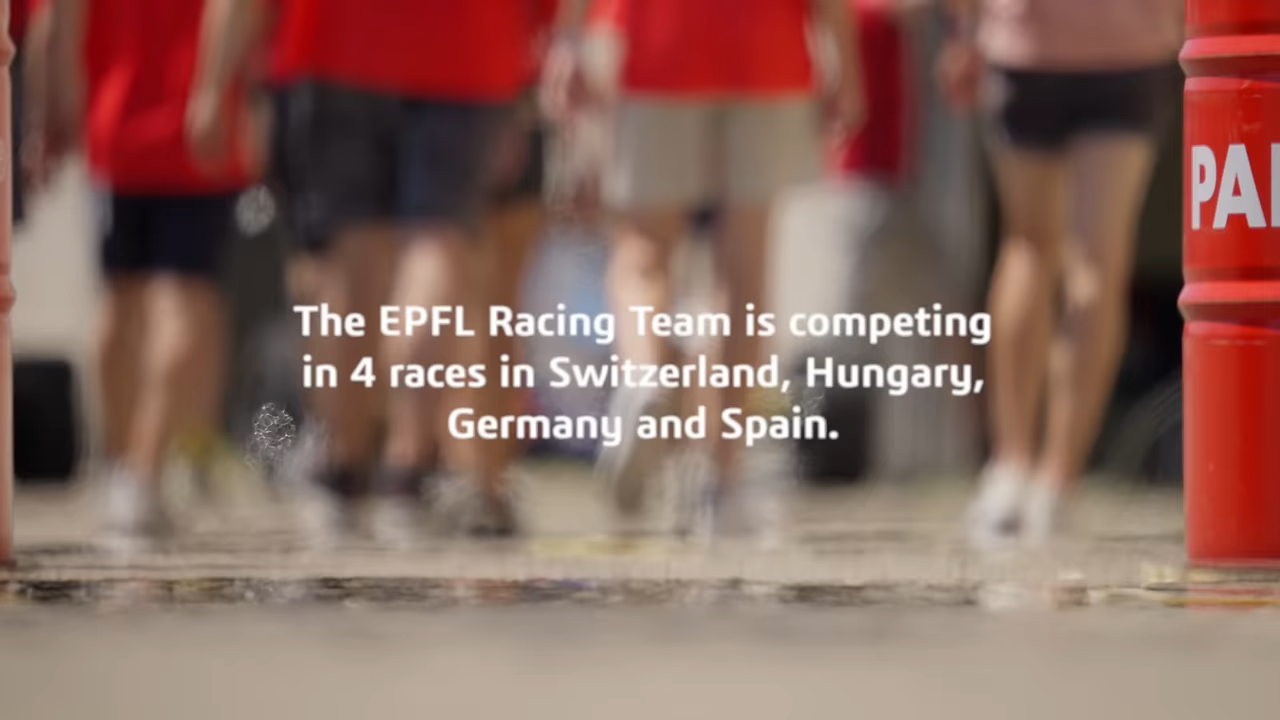 The EPFL Racing Team is competing
in 4 races in Switzerland, Hungary,
Germany and Spain.
PA